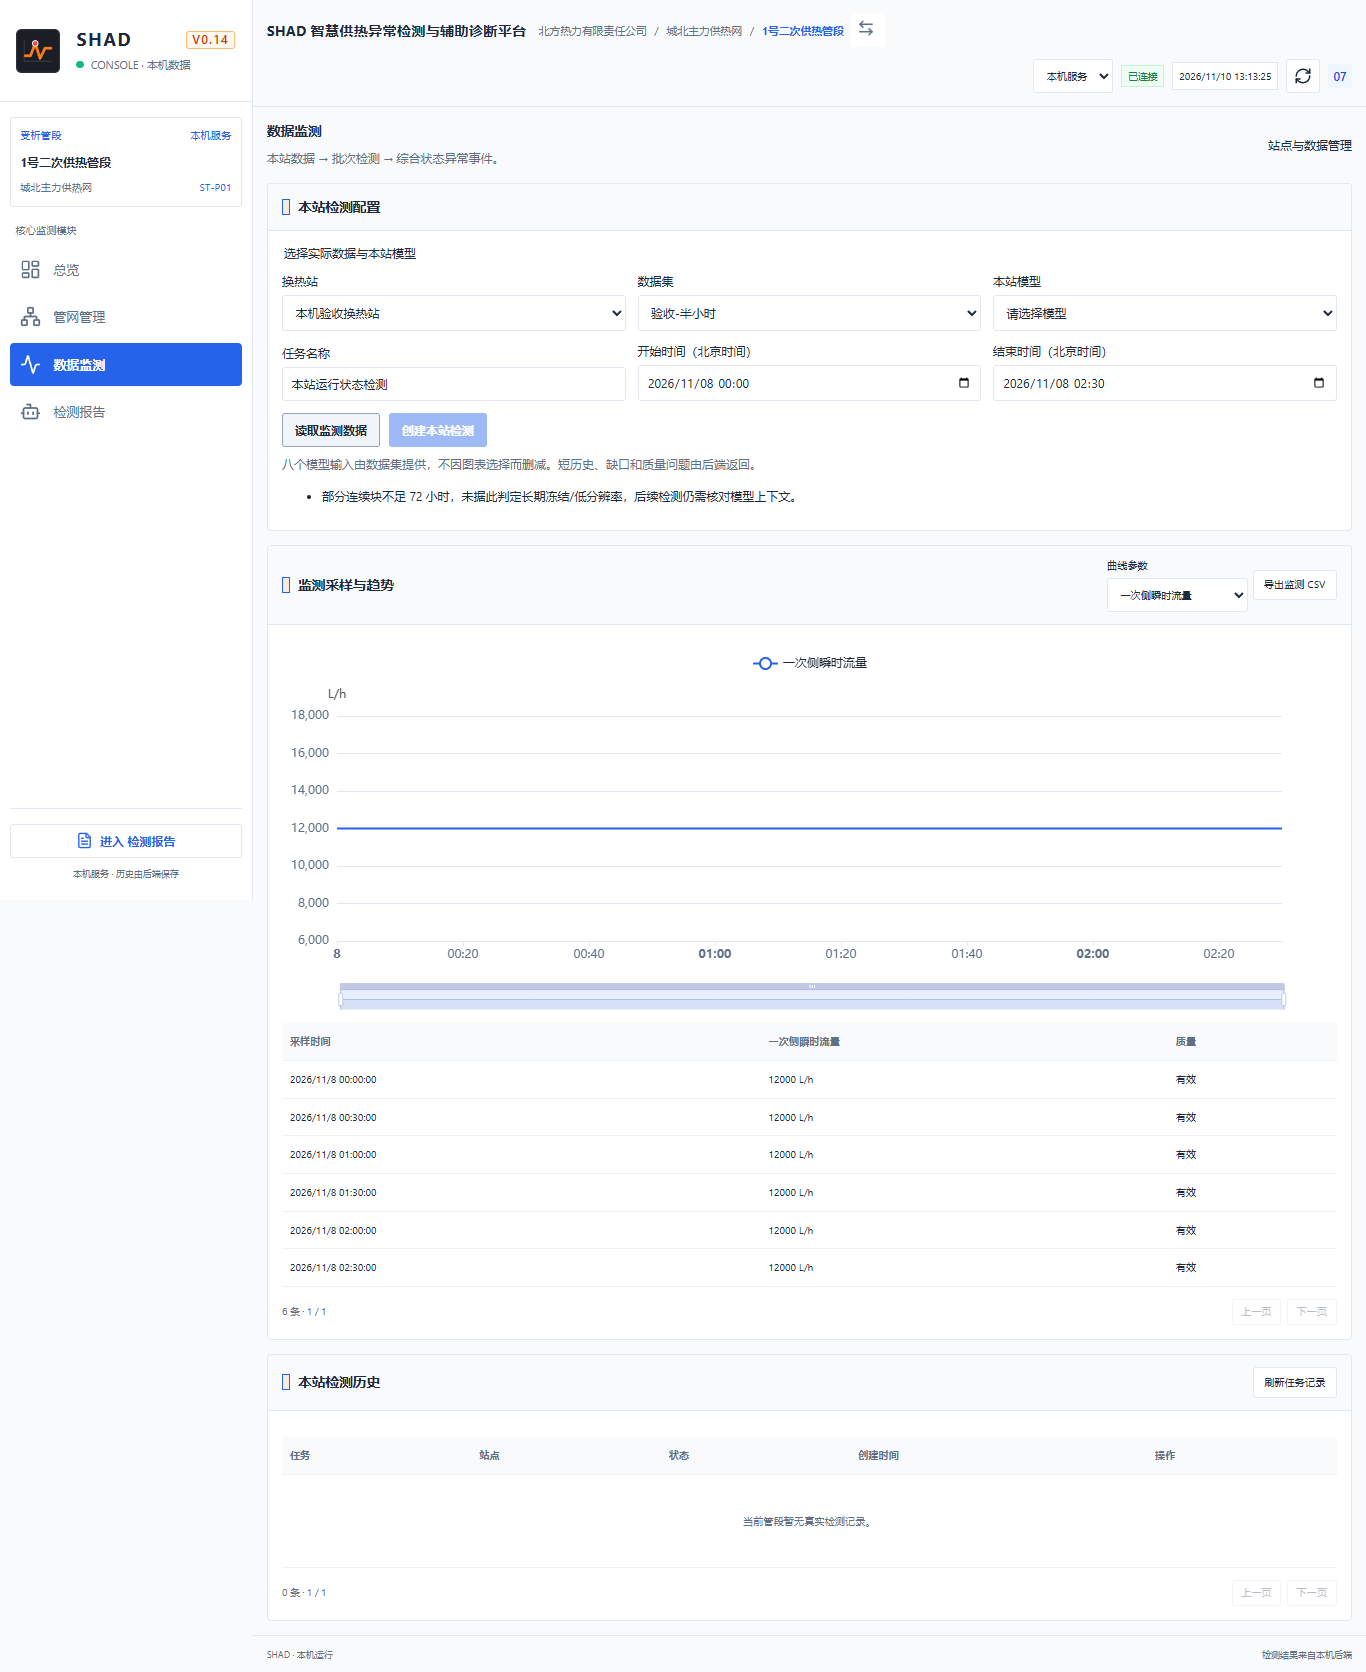 SHAD
V0.14
CONSOLE · 本机数据
受析管段
本机服务
1号二次供热管段
城北主力供热网
ST-P01
核心监测模块
总览
管网管理
数据监测
检测报告
进入 检测报告
本机服务 · 历史由后端保存
SHAD 智慧供热异常检测与辅助诊断平台
北方热力有限责任公司 / 城北主力供热网 / 1号二次供热管段
本机服务
已连接
2026/11/10 13:13:25
07
数据监测
本站数据 → 批次检测 → 综合状态异常事件。
站点与数据管理
本站检测配置
选择实际数据与本站模型
换热站
数据集
本站模型
本机验收换热站
验收-半小时
请选择模型
任务名称
开始时间（北京时间）
结束时间（北京时间）
本站运行状态检测
2026/11/08 00:00
2026/11/08 02:30
读取监测数据
创建本站检测
八个模型输入由数据集提供，不因图表选择而删减。短历史、缺口和质量问题由后端返回。
• 部分连续块不足 72 小时，未据此判定长期冻结/低分辨率，后续检测仍需核对模型上下文。
监测采样与趋势
曲线参数
一次侧瞬时流量
导出监测 CSV
一次侧瞬时流量
L/h
18,000
16,000
14,000
12,000
10,000
8,000
6,000
8 00:20 00:40 01:00 01:20 01:40 02:00 02:20
采样时间 一次侧瞬时流量 质量
2026/11/8 00:00:00 12000 L/h 有效
2026/11/8 00:30:00 12000 L/h 有效
2026/11/8 01:00:00 12000 L/h 有效
2026/11/8 01:30:00 12000 L/h 有效
2026/11/8 02:00:00 12000 L/h 有效
2026/11/8 02:30:00 12000 L/h 有效
6 条 · 1 / 1
上一页
下一页
本站检测历史
刷新任务记录
任务 站点 状态 创建时间 操作
当前管段暂无真实检测记录。
0 条 · 1 / 1
上一页
下一页
SHAD · 本机运行
检测结果来自本机后端